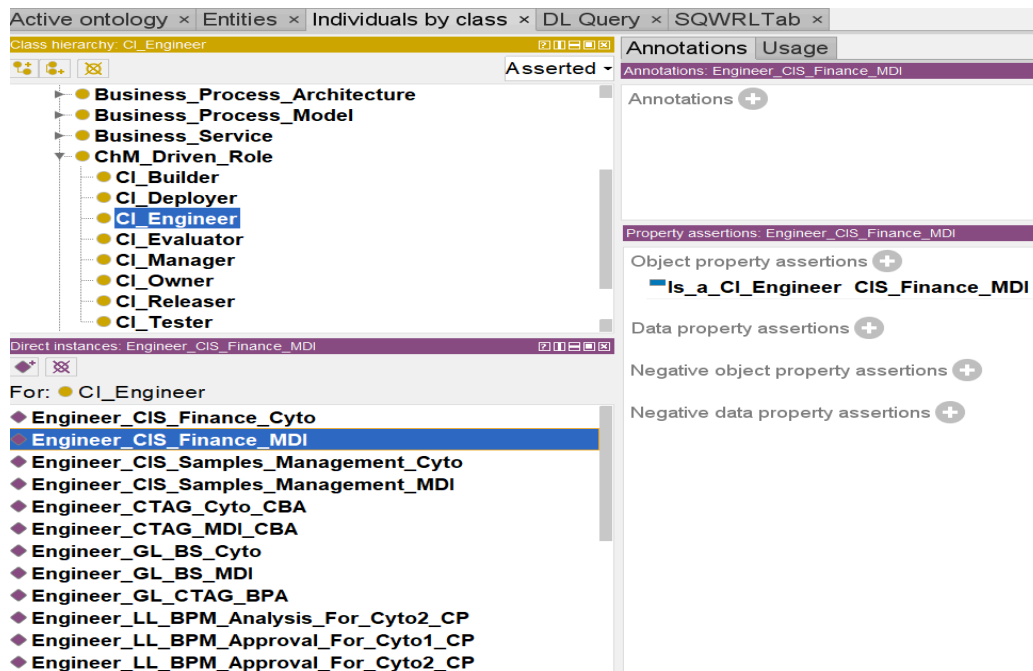 Active ontology × Entities × Individuals by class × DL Query × SQWRLTab ×
Class hierarchy: CI_Engineer
Asserted
Business_Process_Architecture
Business_Process_Model
Business_Service
ChM_Driven_Role
CI_Builder
CI_Deployer
CI_Engineer
CI_Evaluator
CI_Manager
CI_Owner
CI_Releaser
CI_Tester
Direct instances: Engineer_CIS_Finance_MDI
For: CI_Engineer
Engineer_CIS_Finance_Cyto
Engineer_CIS_Finance_MDI
Engineer_CIS_Samples_Management_Cyto
Engineer_CIS_Samples_Management_MDI
Engineer_CTAG_Cyto_CBA
Engineer_CTAG_MDI_CBA
Engineer_GL_BS_Cyto
Engineer_GL_BS_MDI
Engineer_GL_CTAG_BPA
Engineer_LL_BPM_Analysis_For_Cyto2_CP
Engineer_LL_BPM_Approval_For_Cyto1_CP
Engineer_LL_BPM_Approval_For_Cyto2_CP
Annotations Usage
Annotations: Engineer_CIS_Finance_MDI
Annotations
Property assertions: Engineer_CIS_Finance_MDI
Object property assertions
Is_a_CI_Engineer CIS_Finance_MDI
Data property assertions
Negative object property assertions
Negative data property assertions